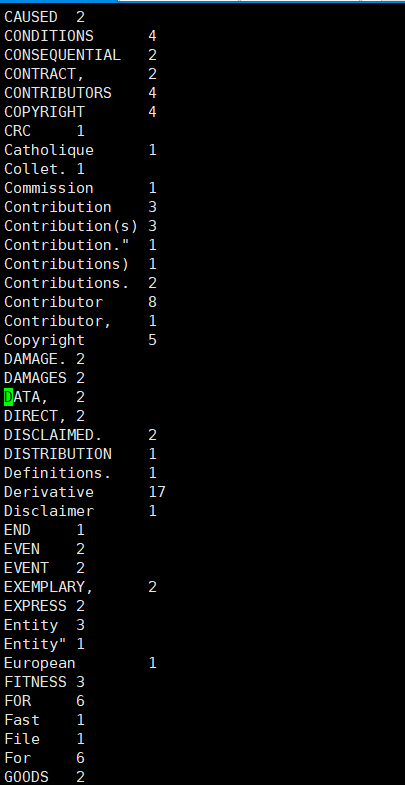 CAUSED 2
CONDITIONS 4
CONSEQUENTIAL 2
CONTRACT, 2
CONTRIBUTORS 4
COPYRIGHT 4
CRC 1
Catholique 1
Collet. 1
Commission 1
Contribution 3
Contribution(s) 3
Contribution." 1
Contributions) 1
Contributions. 2
Contributor 8
Contributor, 1
Copyright 5
DAMAGE. 2
DAMAGES 2
DATA, 2
DIRECT, 2
DISCLAIMED. 2
DISTRIBUTION 1
Definitions. 1
Derivative 17
Disclaimer 1
END 1
EVEN 2
EVENT 2
EXEMPLARY, 2
EXPRESS 2
Entity 3
Entity" 1
European 1
FITNESS 3
FOR 6
Fast 1
File 1
For 6
GOODS 2